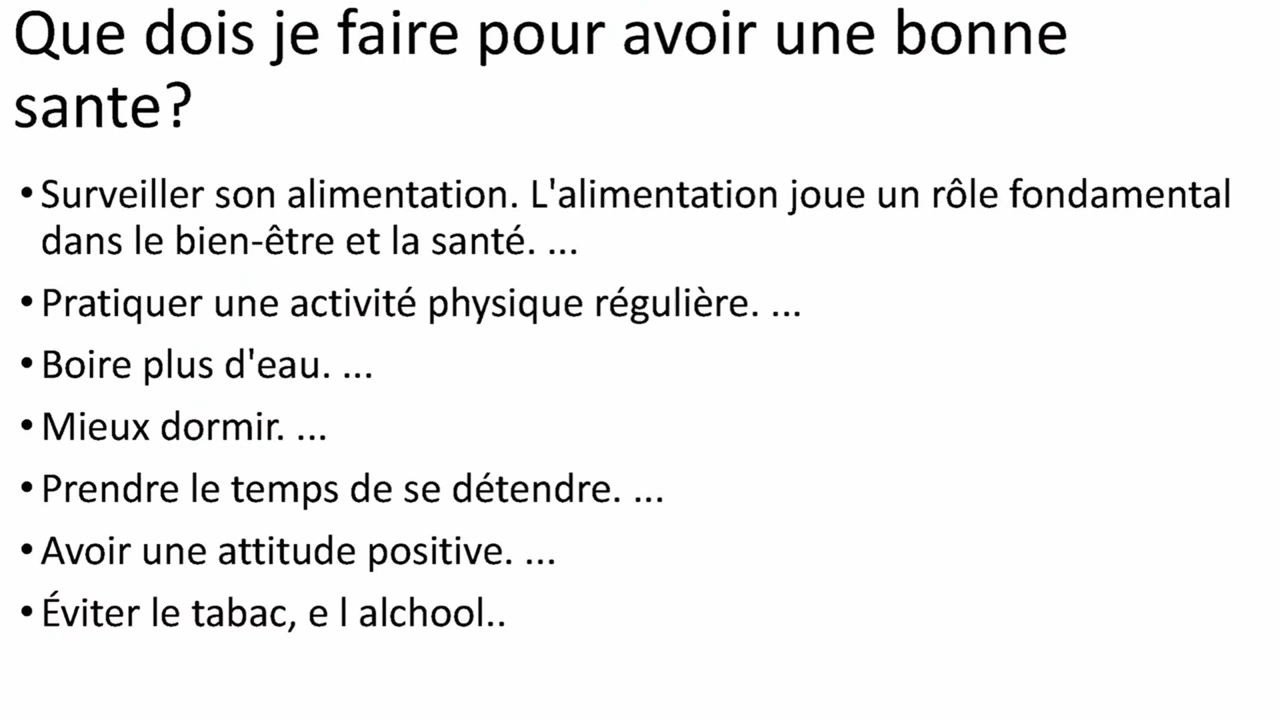 Que dois je faire pour avoir une bonne
sante?
• Surveiller son alimentation. L'alimentation joue un rôle fondamental
dans le bien-être et la santé. ...
• Pratiquer une activité physique régulière. ...
• Boire plus d'eau. ...
• Mieux dormir. ...
• Prendre le temps de se détendre. ...
• Avoir une attitude positive. ...
• Éviter le tabac, e l alchool..